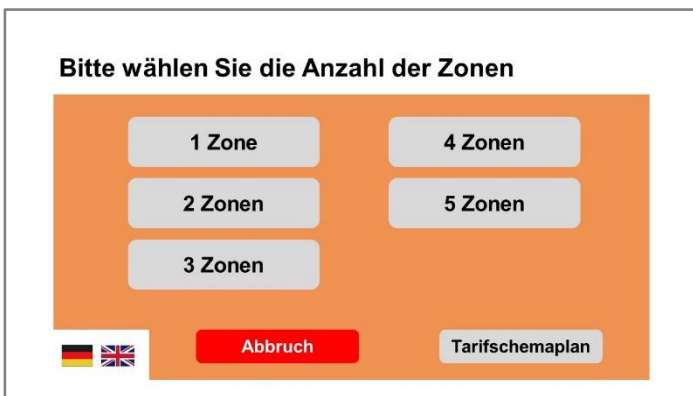 Bitte wählen Sie die Anzahl der Zonen
1 Zone
4 Zonen
2 Zonen
5 Zonen
3 Zonen
Abbruch
Tarifschemaplan